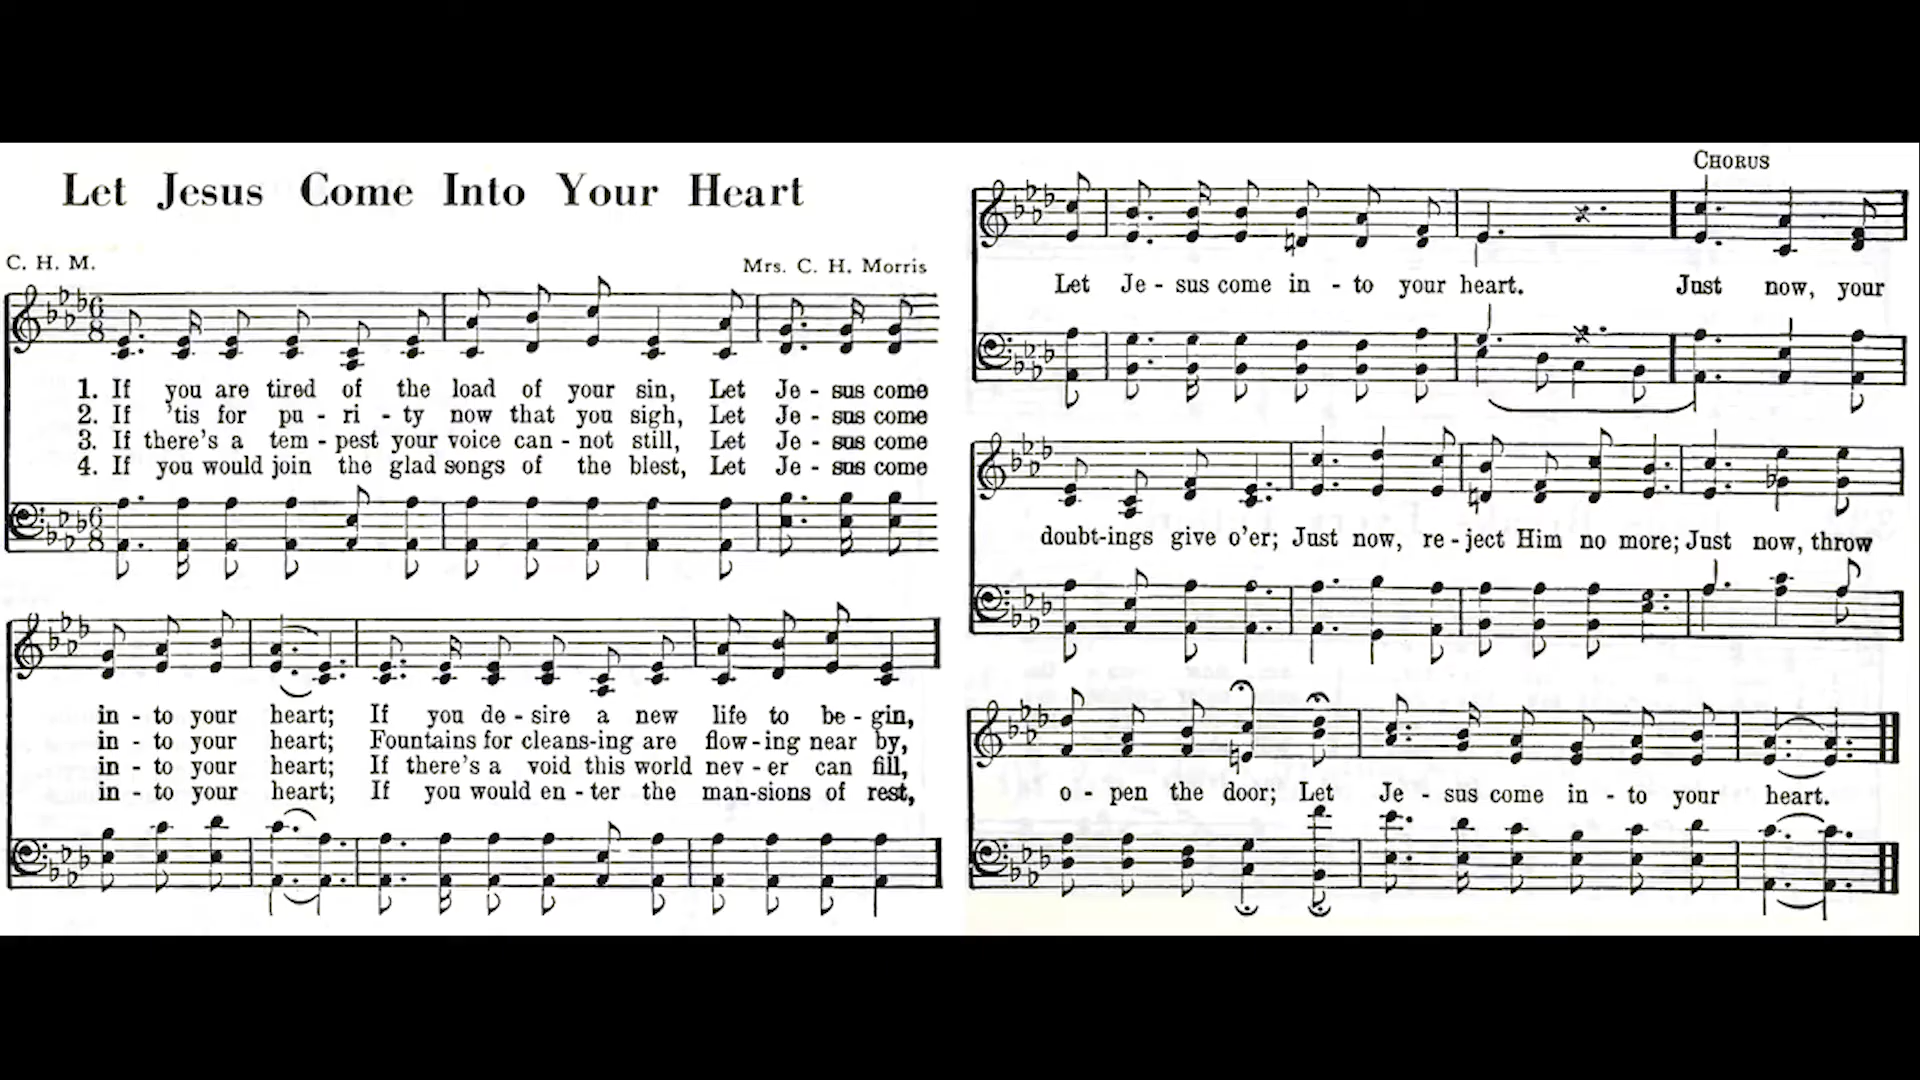 Let Jesus Come Into Your Heart
C. H. M. Mrs. C. H. Morris
1. If you are tired of the load of your sin, Let Je - sus come
2. If 'tis for pu - ri - ty now that you sigh, Let Je - sus come
3. If there's a tem - pest your voice can - not still, Let Je - sus come
4. If you would join the glad songs of the blest, Let Je - sus come
in - to your heart; If you de - sire a new life to be - gin,
in - to your heart; Fountains for cleans-ing are flow-ing near by,
in - to your heart; If there's a void this world nev - er can fill,
in - to your heart; If you would en - ter the man-sions of rest,
CHORUS
Let Je - sus come in - to your heart. Just now, your
doubt-ings give o'er; Just now, re - ject Him no more; Just now, throw
o - pen the door; Let Je - sus come in - to your heart.